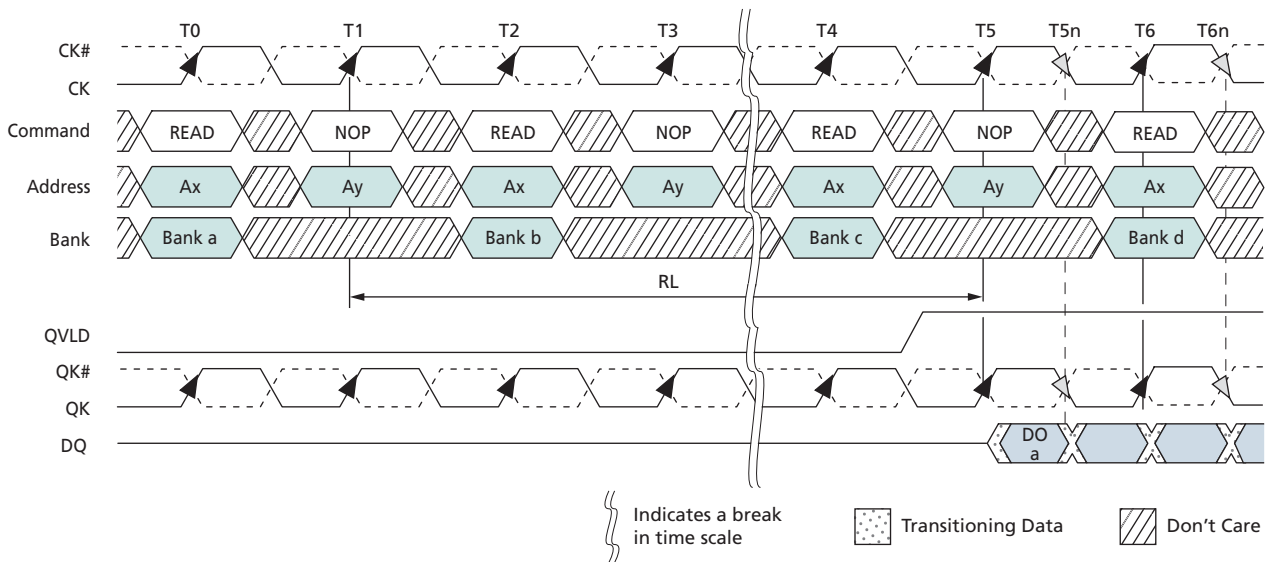 T0 T1 T2 T3 T4 T5 T5n T6 T6n
CK#
CK
Command READ NOP READ NOP READ NOP READ
Address Ax Ay Ax Ay Ax Ay Ax
Bank Bank a Bank b Bank c Bank d
RL
QVLD
QK#
QK
DQ DO
a
Indicates a break
in time scale
Transitioning Data
Don't Care